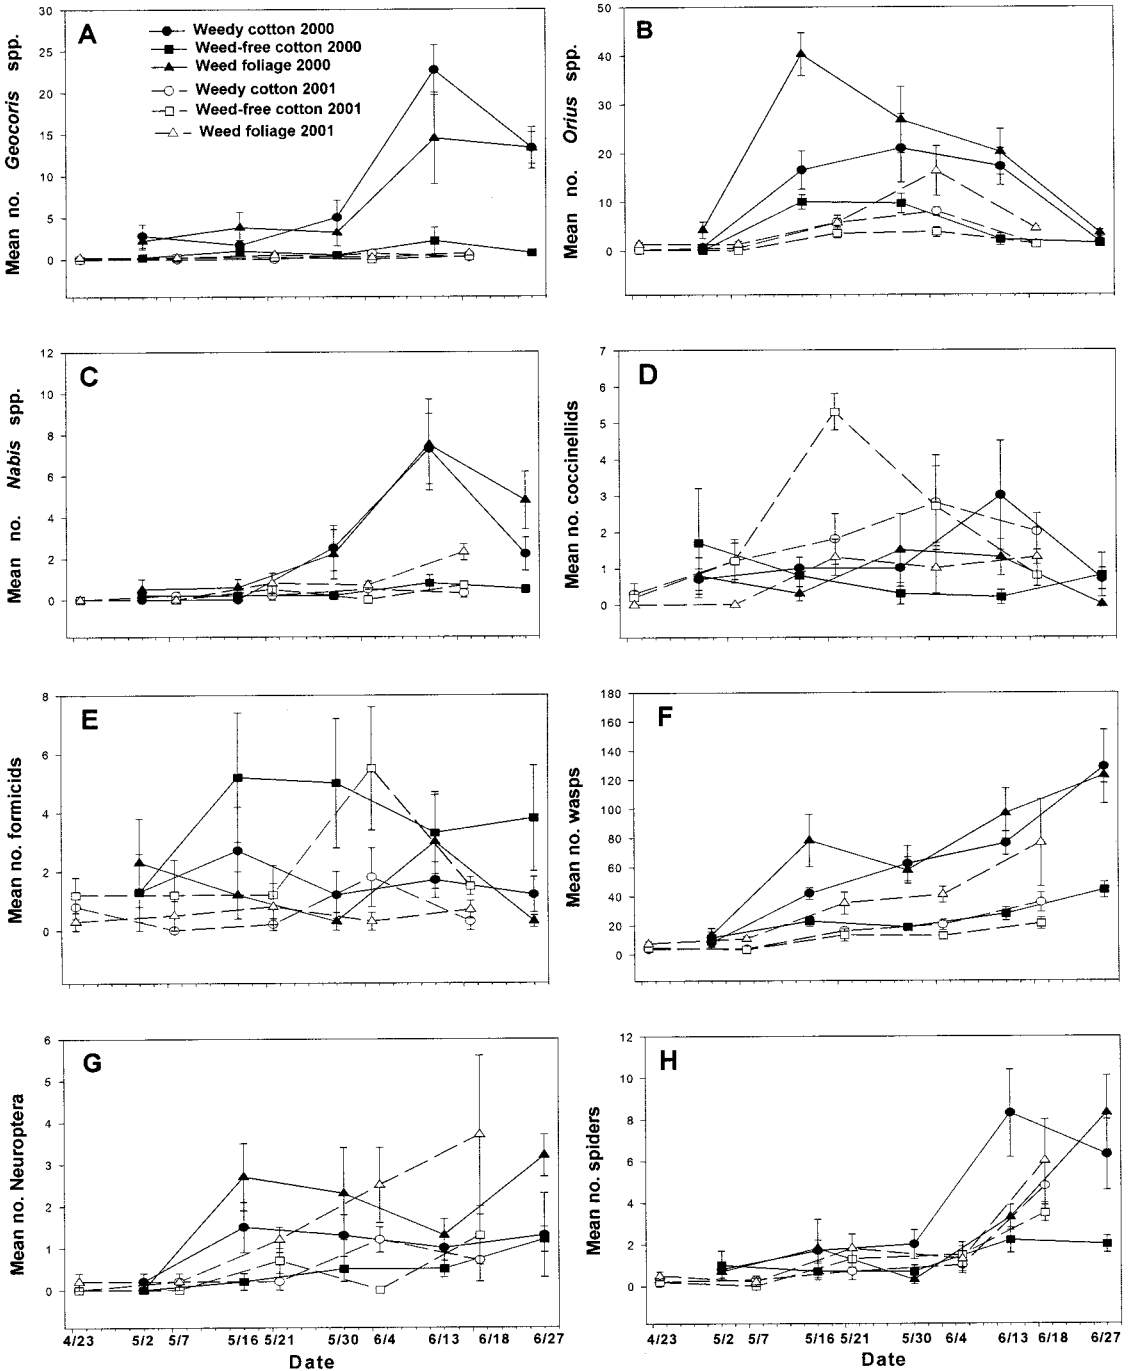 A
Weedy cotton 2000
Weed-free cotton 2000
Weed foliage 2000
Weedy cotton 2001
Weed-free cotton 2001
Weed foliage 2001
Mean no. Geocoris spp.
30
25
20
15
10
5
0
B
Mean no. Orius spp.
50
40
30
20
10
0
C
Mean no. Nabis spp.
12
10
8
6
4
2
0
D
Mean no. coccinellids
7
6
5
4
3
2
1
0
E
Mean no. formicids
8
6
4
2
0
F
Mean no. wasps
180
160
140
120
100
80
60
40
20
0
G
Mean no. Neuroptera
6
5
4
3
2
1
0
4/23 5/2 5/7 5/16 5/21 5/30 6/4 6/13 6/18 6/27
Date
H
Mean no. spiders
12
10
8
6
4
2
0
4/23 5/2 5/7 5/16 5/21 5/30 6/4 6/13 6/18 6/27
Date